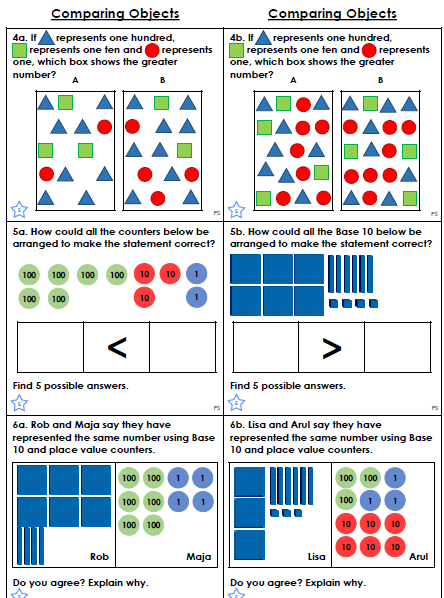 Comparing Objects
4a. If represents one hundred,
represents one ten and represents
one, which box shows the greater
number?
A B
PS
Comparing Objects
4b. If represents one hundred,
represents one ten and represents
one, which box shows the greater
number?
A B
PS
5a. How could all the counters below be
arranged to make the statement correct?
100 100 100 100 10 10 1
100 100 10 1
<
Find 5 possible answers.
PS
5b. How could all the Base 10 below be
arranged to make the statement correct?
>
Find 5 possible answers.
PS
6a. Rob and Maja say they have
represented the same number using Base
10 and place value counters.
100 100 1 1
100 100 1 1
100 100
Rob Maja
Do you agree? Explain why.
6b. Lisa and Arul say they have
represented the same number using Base
10 and place value counters.
100 100 1
100 1 1
10 10 10
10 10 10
Lisa Arul
Do you agree? Explain why.